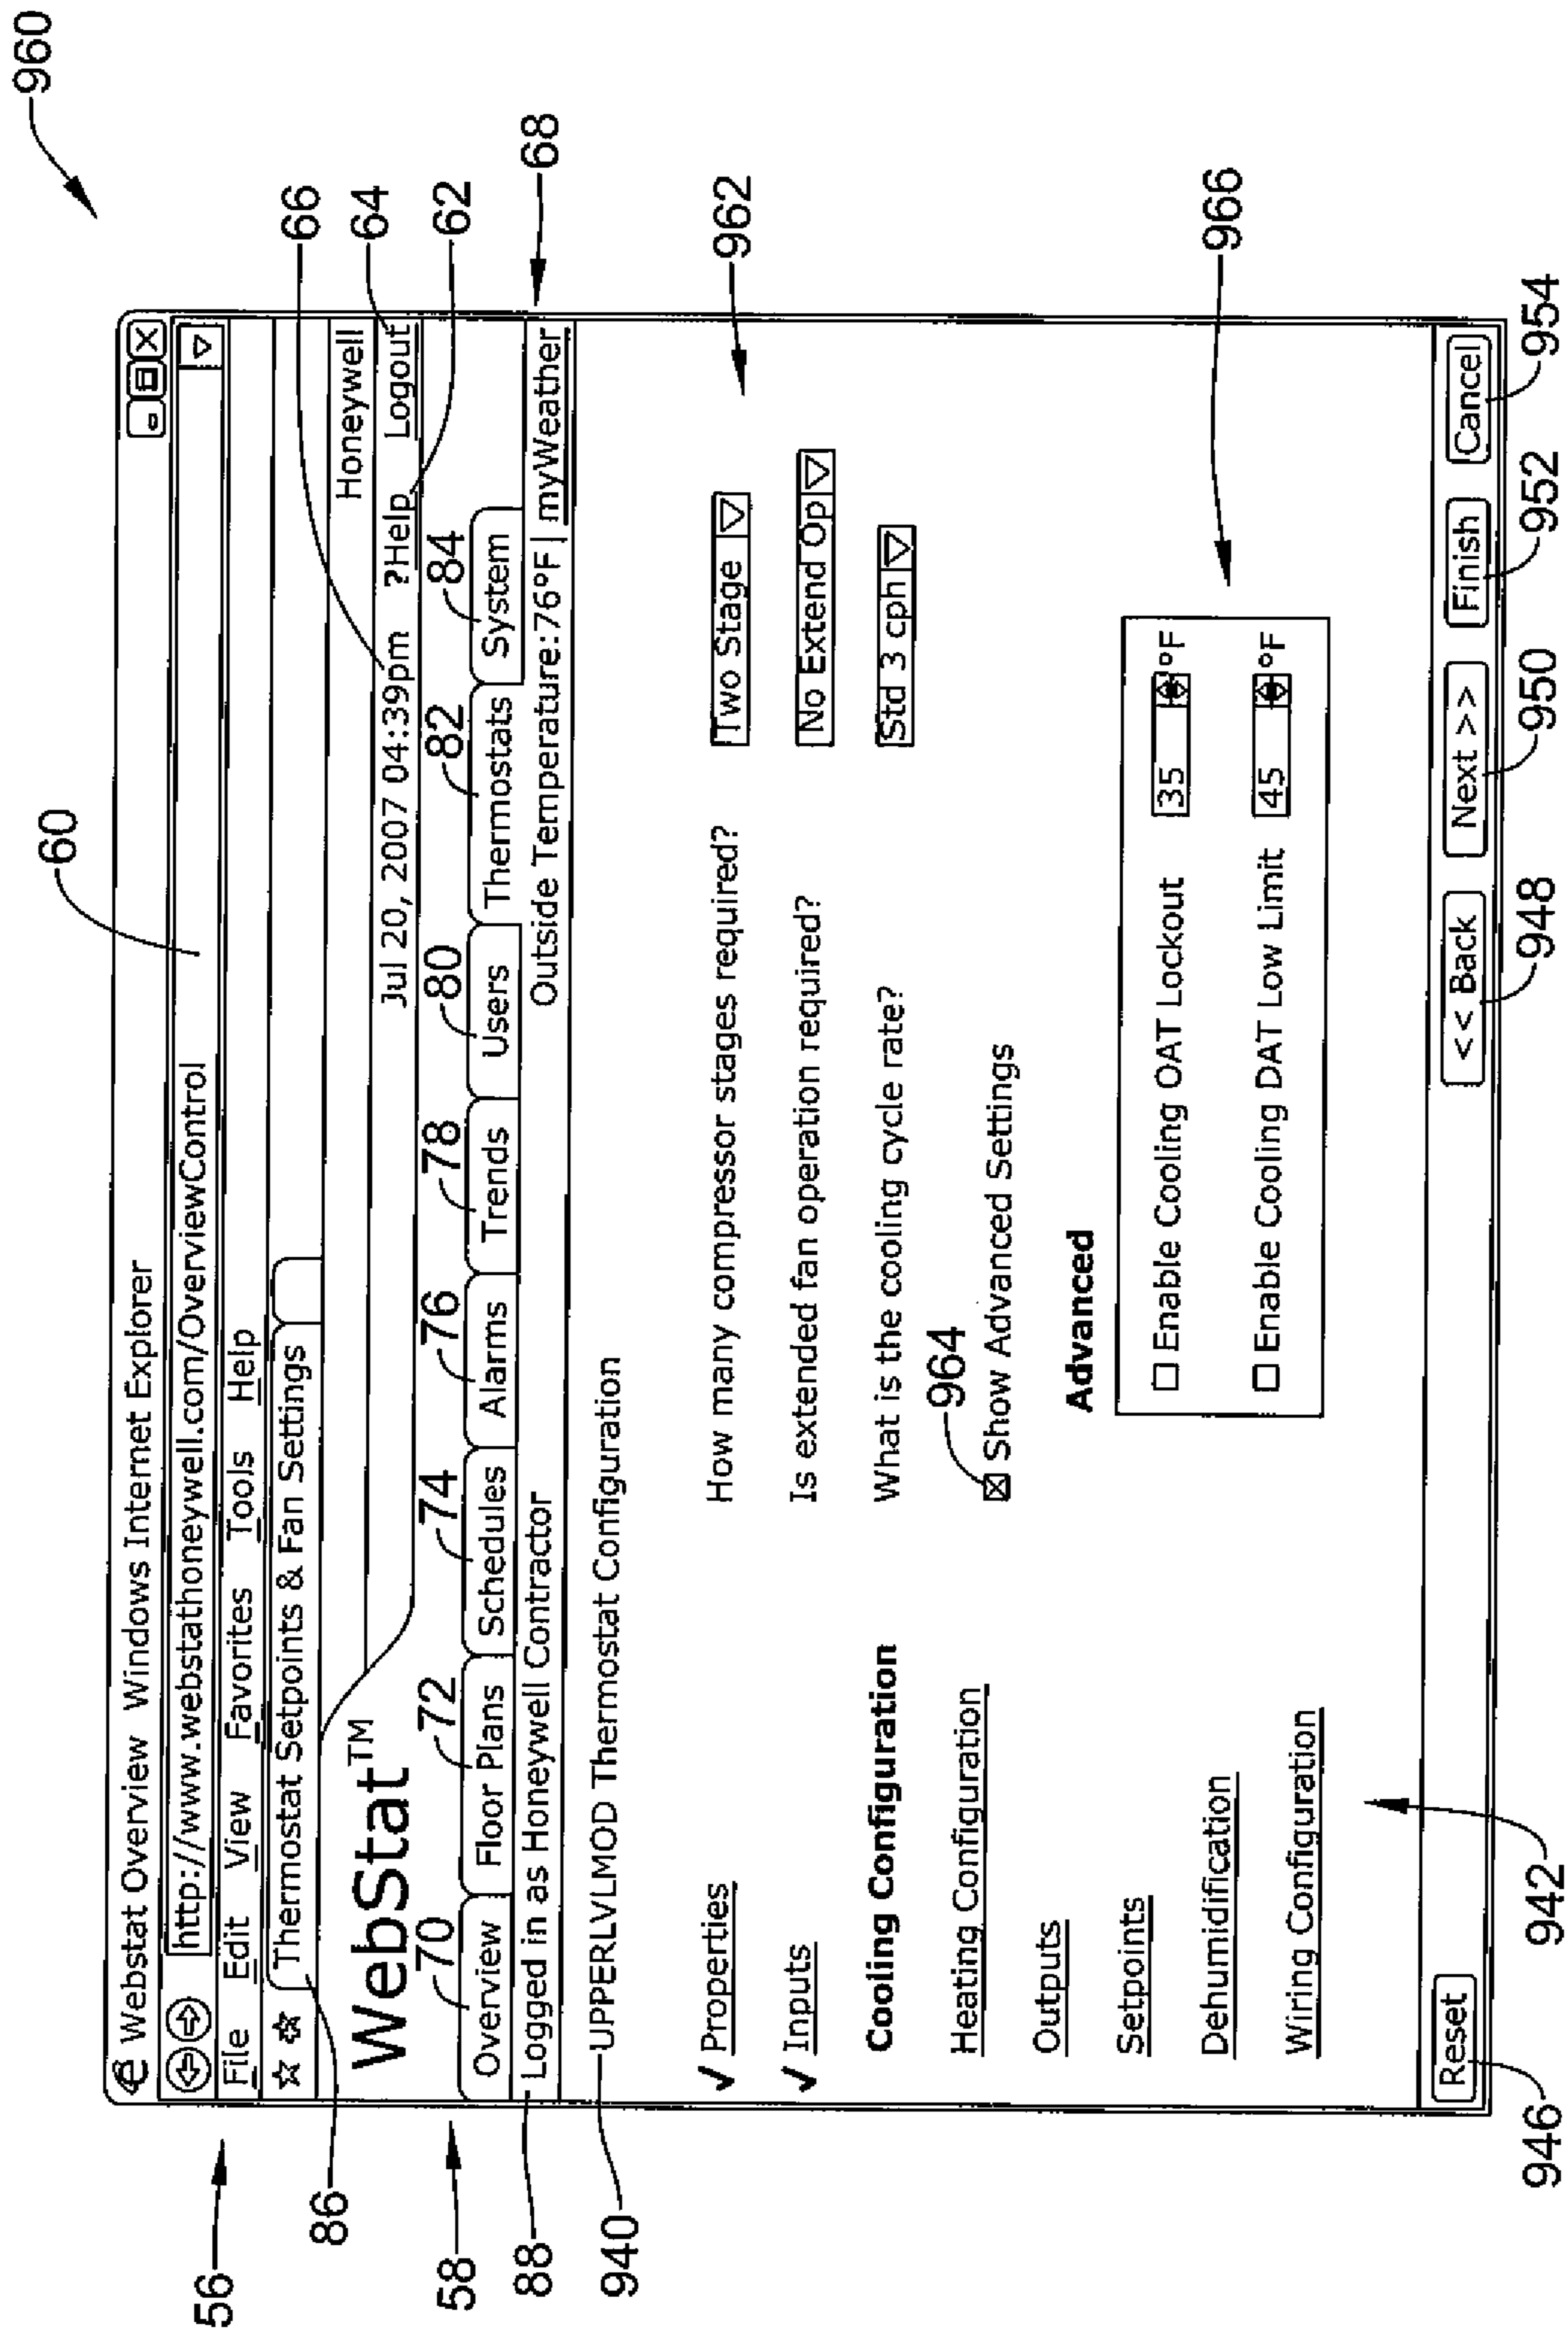 960
60
56
Webstat Overview Windows Internet Explorer
http://www.webstathoneywell.com/OverviewControl
File Edit View Favorites Tools Help
Thermostat Setpoints & Fan Settings
86
66
64
62
68
Honeywell
WebStat™
Jul 20, 2007 04:39pm ?Help Logout
58
70 72 74 76 78 80 82 84
Overview Floor Plans Schedules Alarms Trends Users Thermostats System
88
Logged in as Honeywell Contractor Outside Temperature:76°F | myWeather
940
UPPERLVLMOD Thermostat Configuration
962
✓ Properties How many compressor stages required? Two Stage
✓ Inputs Is extended fan operation required? No Extend Op
Cooling Configuration What is the cooling cycle rate? Std 3 cph
964
Heating Configuration ☒ Show Advanced Settings
Outputs Advanced
Setpoints ☐ Enable Cooling OAT Lockout 35 °F
966
Dehumidification ☐ Enable Cooling DAT Low Limit 45 °F
Wiring Configuration
942
Reset << Back Next >> Finish Cancel
946 948 950 952 954